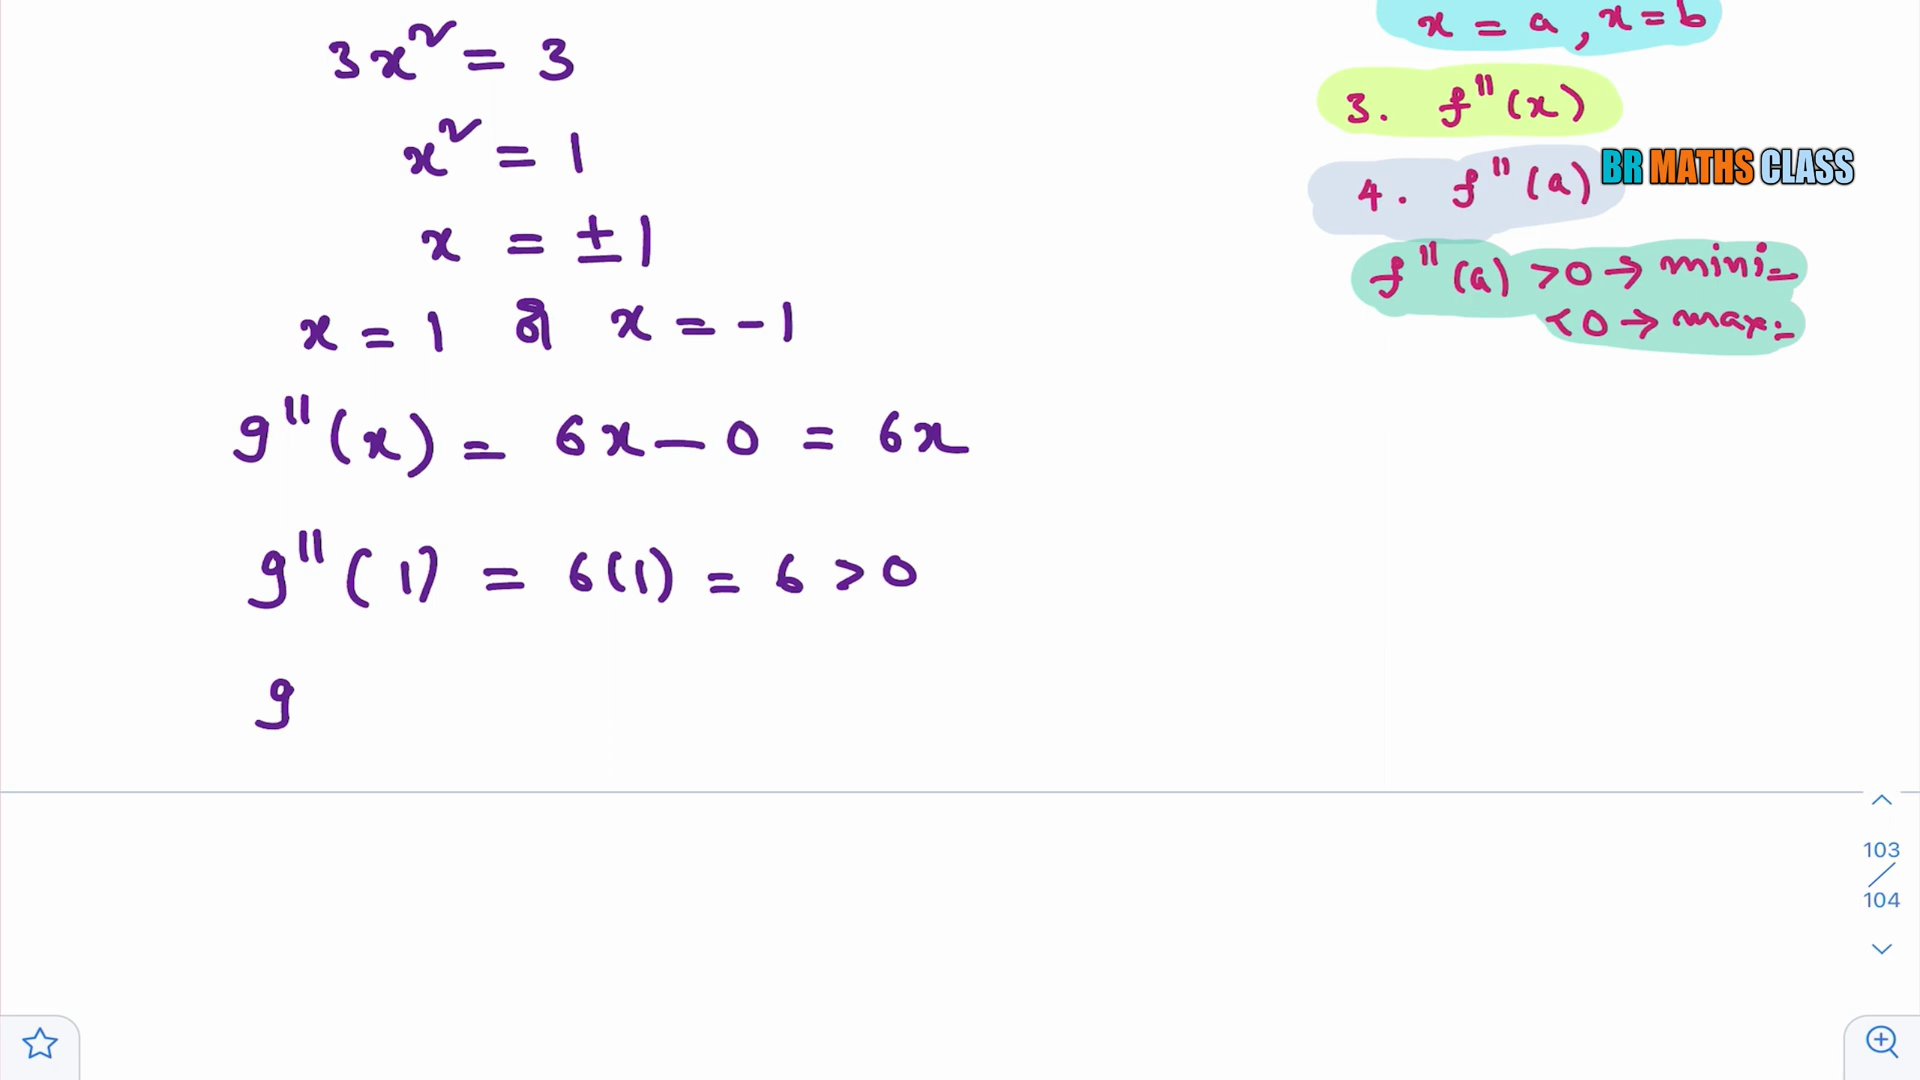 3x² = 3
x² = 1
x = ±1
x = 1 or x = -1
g''(x) = 6x - 0 = 6x
g''(1) = 6(1) = 6 > 0
g
x = a, x = b
3. f''(x)
4. f''(a)
BR MATHS CLASS
f''(a) > 0 → mini=
< 0 → max:=
103
/
104